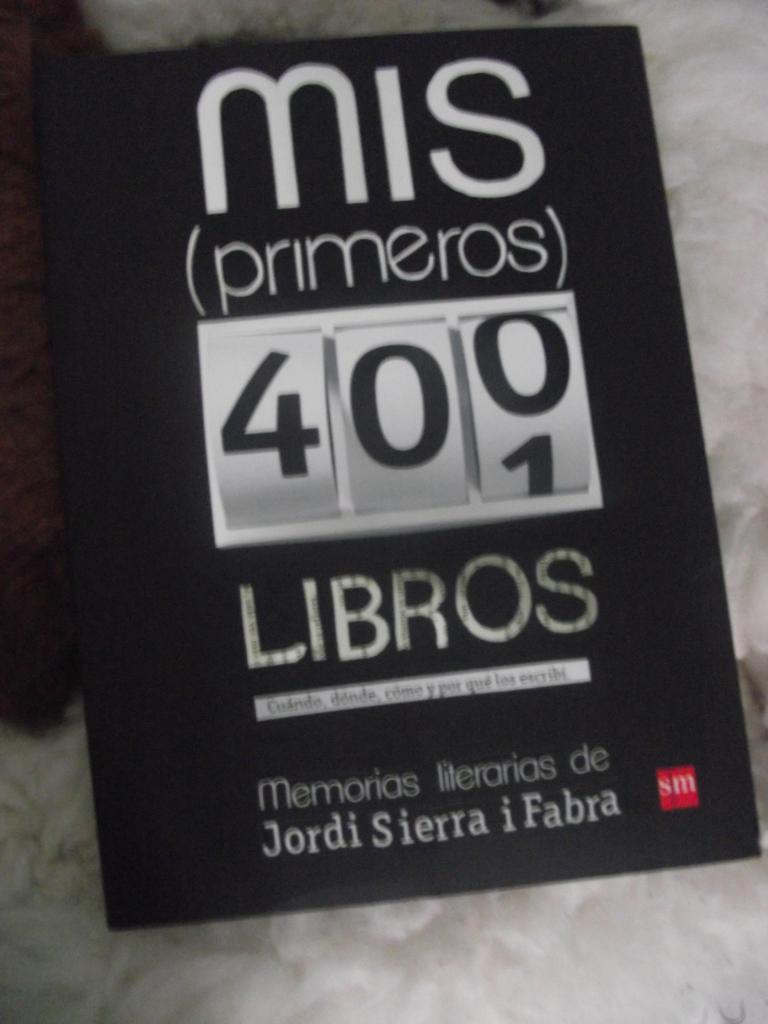 mIS
(primeros)
400
1
LIBROS
Cuándo, dónde, cómo y por qué los escribí.
memorias literarias de
Jordi Sierra i Fabra
sm